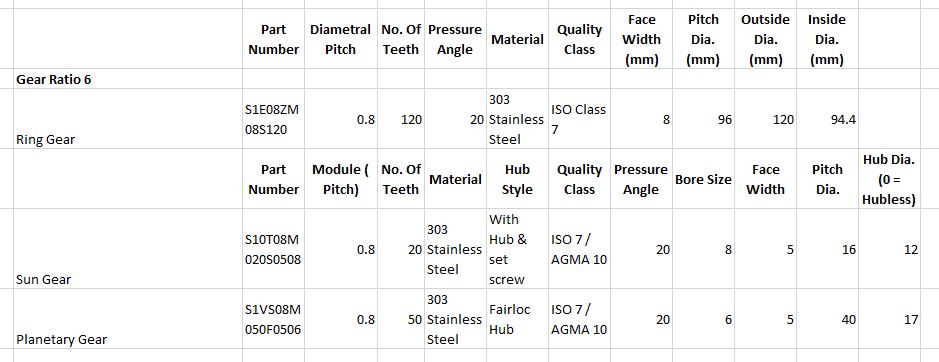 Part Number Diametral Pitch No. Of Teeth Pressure Angle Material Quality Class Face Width (mm) Pitch Dia. (mm) Outside Dia. (mm) Inside Dia. (mm)
Gear Ratio 6
Ring Gear S1E08ZM08S120 0.8 120 20 303 Stainless Steel ISO Class 7 8 96 120 94.4
Part Number Module ( Pitch) No. Of Teeth Material Hub Style Quality Class Pressure Angle Bore Size Face Width Pitch Dia. Hub Dia. (0 = Hubless)
Sun Gear S10T08M020S0508 0.8 20 303 Stainless Steel With Hub & set screw ISO 7 / AGMA 10 20 8 5 16 12
Planetary Gear S1VS08M050F0506 0.8 50 303 Stainless Steel Fairloc Hub ISO 7 / AGMA 10 20 6 5 40 17